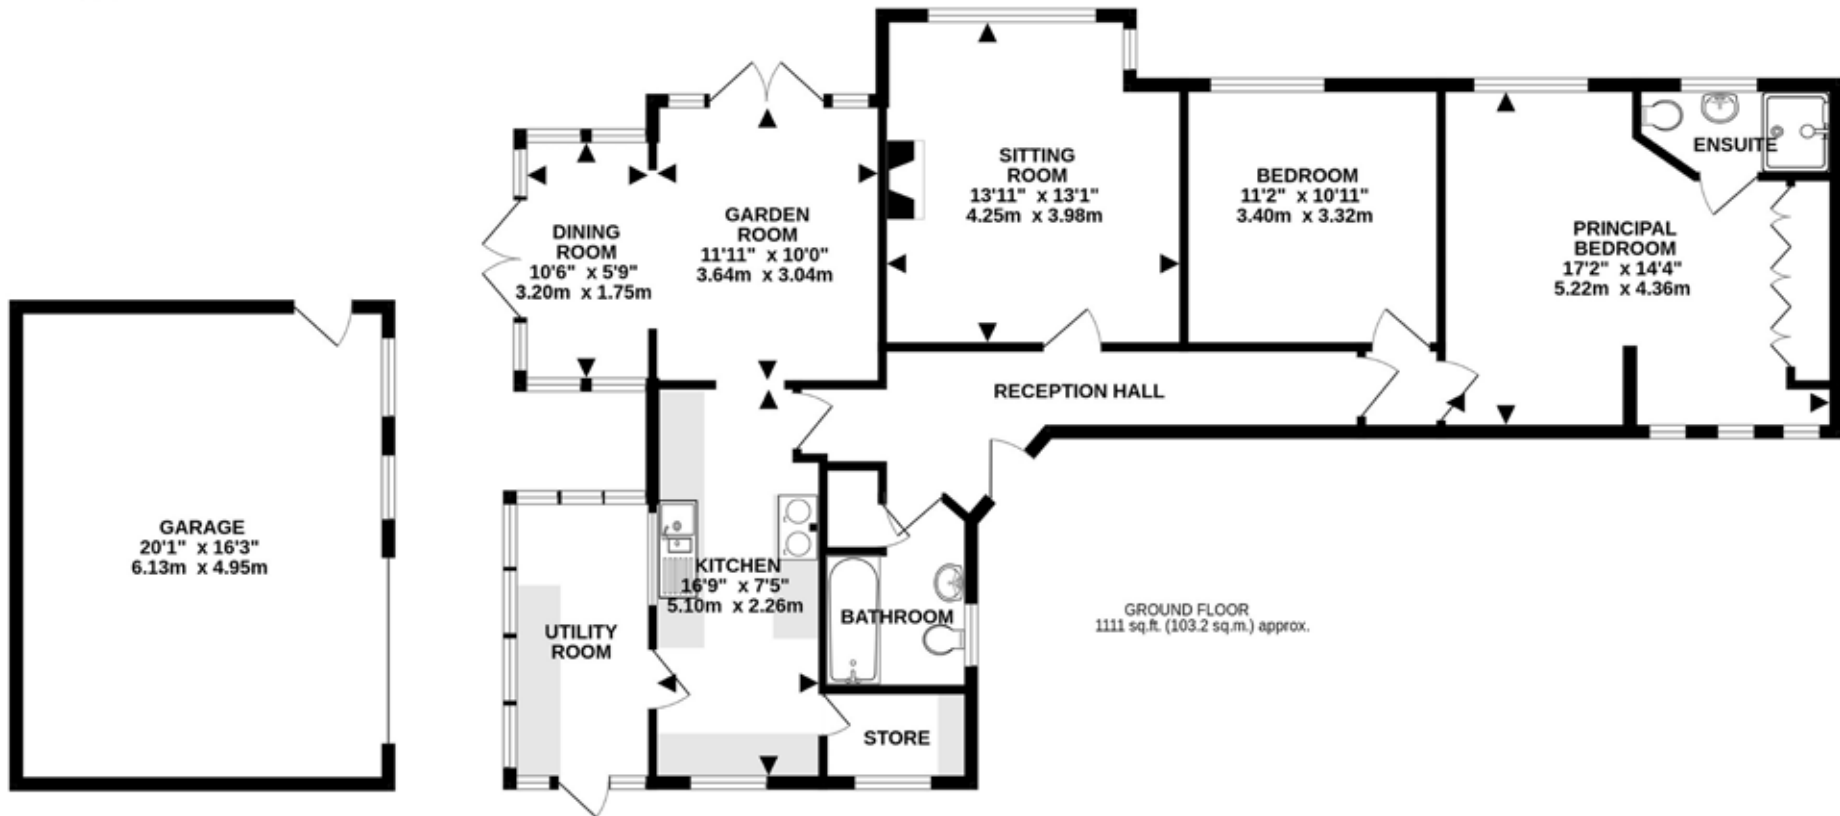 GARAGE
20'1" x 16'3"
6.13m x 4.95m
DINING
ROOM
10'6" x 5'9"
3.20m x 1.75m
GARDEN
ROOM
11'11" x 10'0"
3.64m x 3.04m
SITTING
ROOM
13'11" x 13'1"
4.25m x 3.98m
BEDROOM
11'2" x 10'11"
3.40m x 3.32m
ENSUITE
PRINCIPAL
BEDROOM
17'2" x 14'4"
5.22m x 4.36m
RECEPTION HALL
KITCHEN
16'9" x 7'5"
5.10m x 2.26m
UTILITY
ROOM
BATHROOM
STORE
GROUND FLOOR
1111 sq.ft. (103.2 sq.m.) approx.